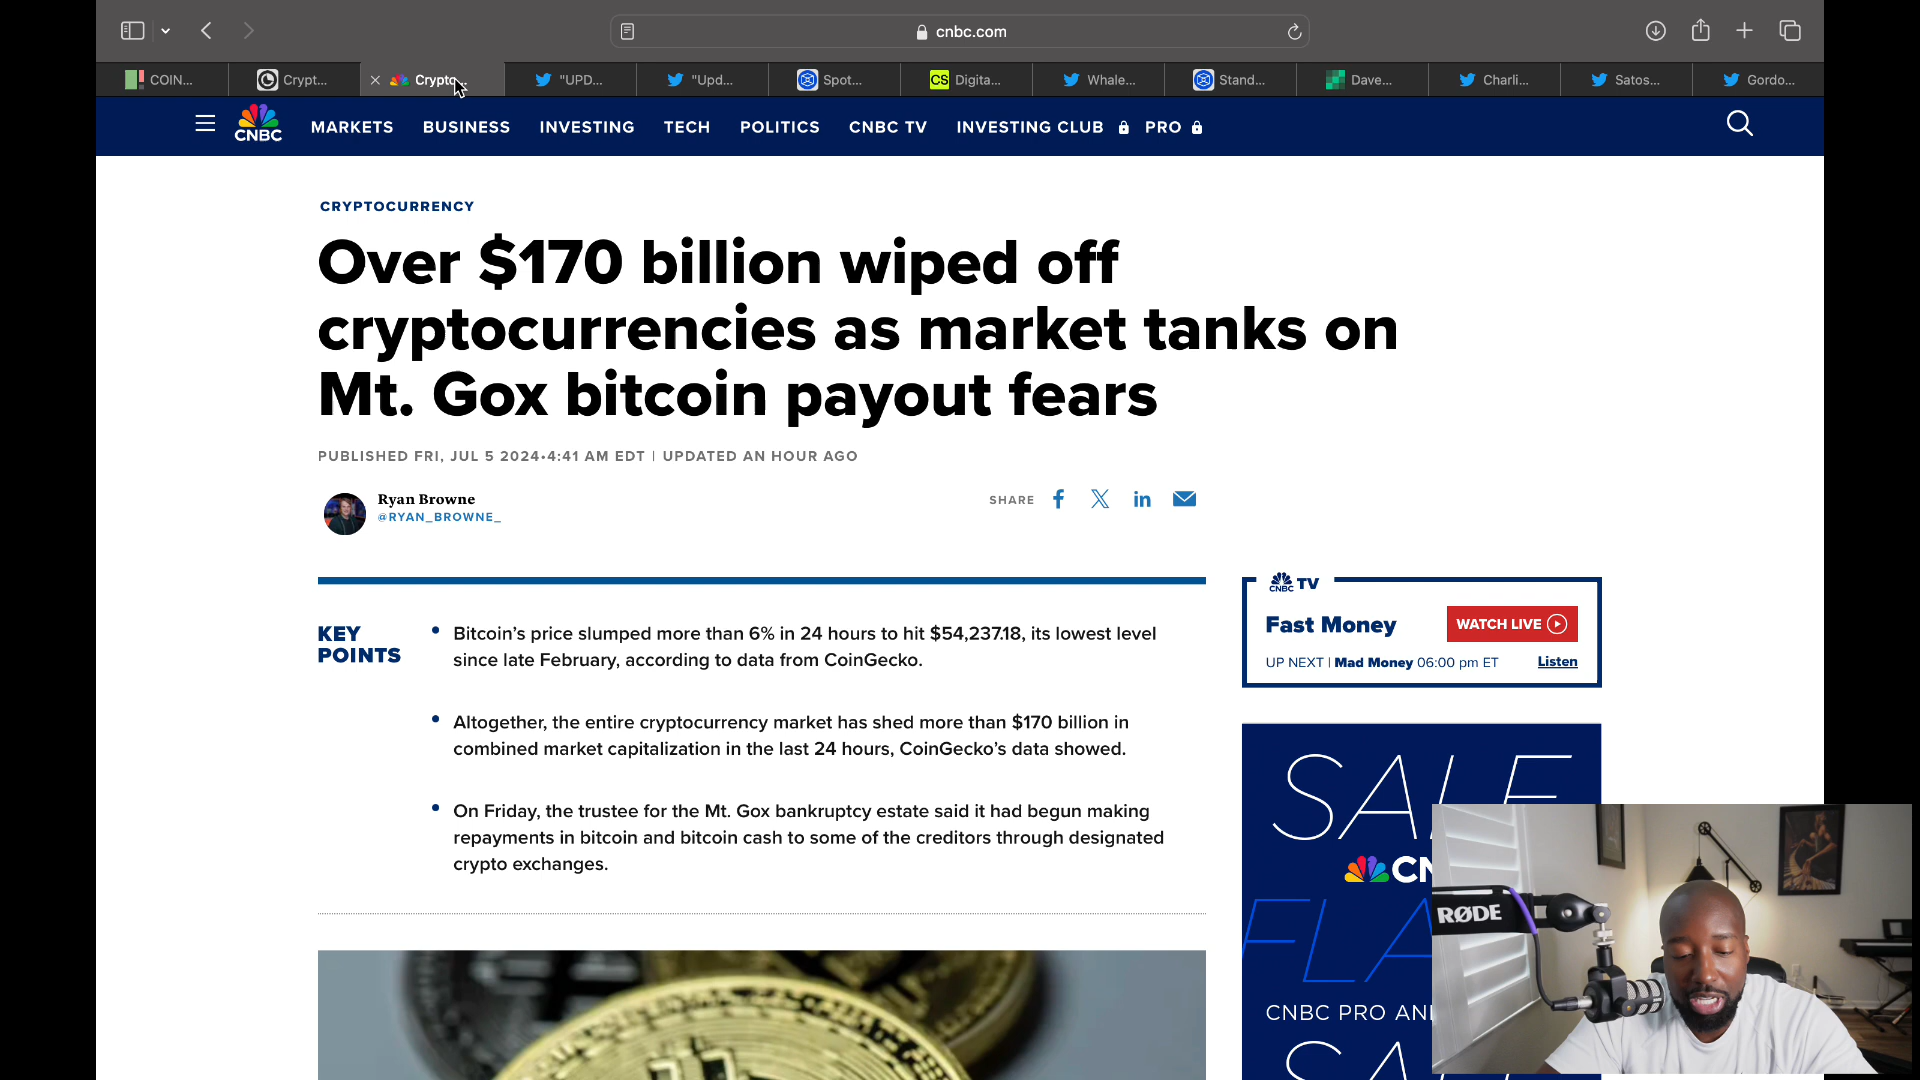 cnbc.com
COIN...
Crypt...
Crypto...
"UPD...
"Upd...
Spot...
CS Digita...
Whale...
Stand...
Dave...
Charli...
Satos...
Gordo...
CNBC MARKETS BUSINESS INVESTING TECH POLITICS CNBC TV INVESTING CLUB PRO
CRYPTOCURRENCY
Over $170 billion wiped off
cryptocurrencies as market tanks on
Mt. Gox bitcoin payout fears
PUBLISHED FRI, JUL 5 2024•4:41 AM EDT | UPDATED AN HOUR AGO
Ryan Browne
@RYAN_BROWNE_
SHARE
KEY
POINTS
• Bitcoin's price slumped more than 6% in 24 hours to hit $54,237.18, its lowest level
since late February, according to data from CoinGecko.
• Altogether, the entire cryptocurrency market has shed more than $170 billion in
combined market capitalization in the last 24 hours, CoinGecko's data showed.
• On Friday, the trustee for the Mt. Gox bankruptcy estate said it had begun making
repayments in bitcoin and bitcoin cash to some of the creditors through designated
crypto exchanges.
CNBC TV
Fast Money
WATCH LIVE
UP NEXT | Mad Money 06:00 pm ET
Listen
SALE
CN
FLA
CNBC PRO AN
SA
RØDE